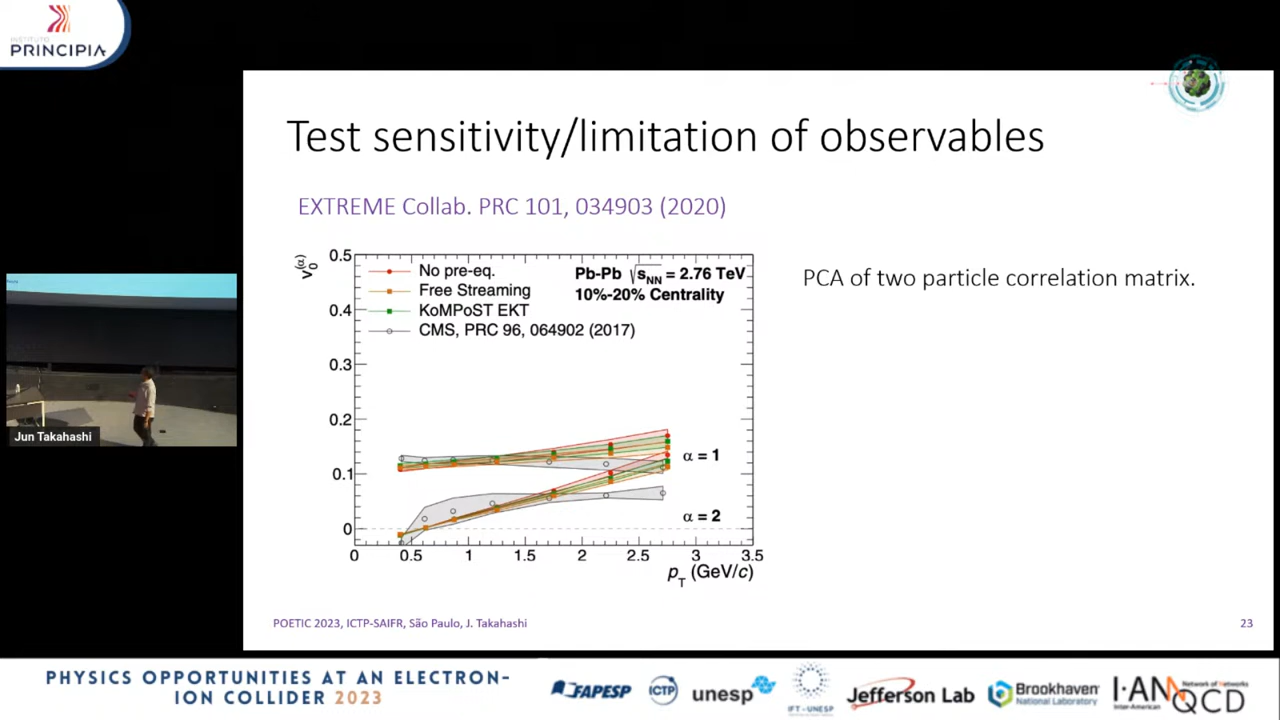 INSTITUTO
PRINCIPIA
Test sensitivity/limitation of observables
EXTREME Collab. PRC 101, 034903 (2020)
v₀⁽ᵅ⁾
0.5
0.4
0.3
0.2
0.1
0
No pre-eq.
Free Streaming
KoMPoST EKT
CMS, PRC 96, 064902 (2017)
Pb-Pb √sNN = 2.76 TeV
10%-20% Centrality
α = 1
α = 2
0 0.5 1 1.5 2 2.5 3 3.5
pT (GeV/c)
PCA of two particle correlation matrix.
Jun Takahashi
POETIC 2023, ICTP-SAIFR, São Paulo, J. Takahashi
23
PHYSICS OPPORTUNITIES AT AN ELECTRON-
ION COLLIDER 2023
FAPESP
ICTP
unesp
IFT - UNESP
Jefferson Lab
Brookhaven
National Laboratory
I·ANQCD
Network of Networks
Inter-American